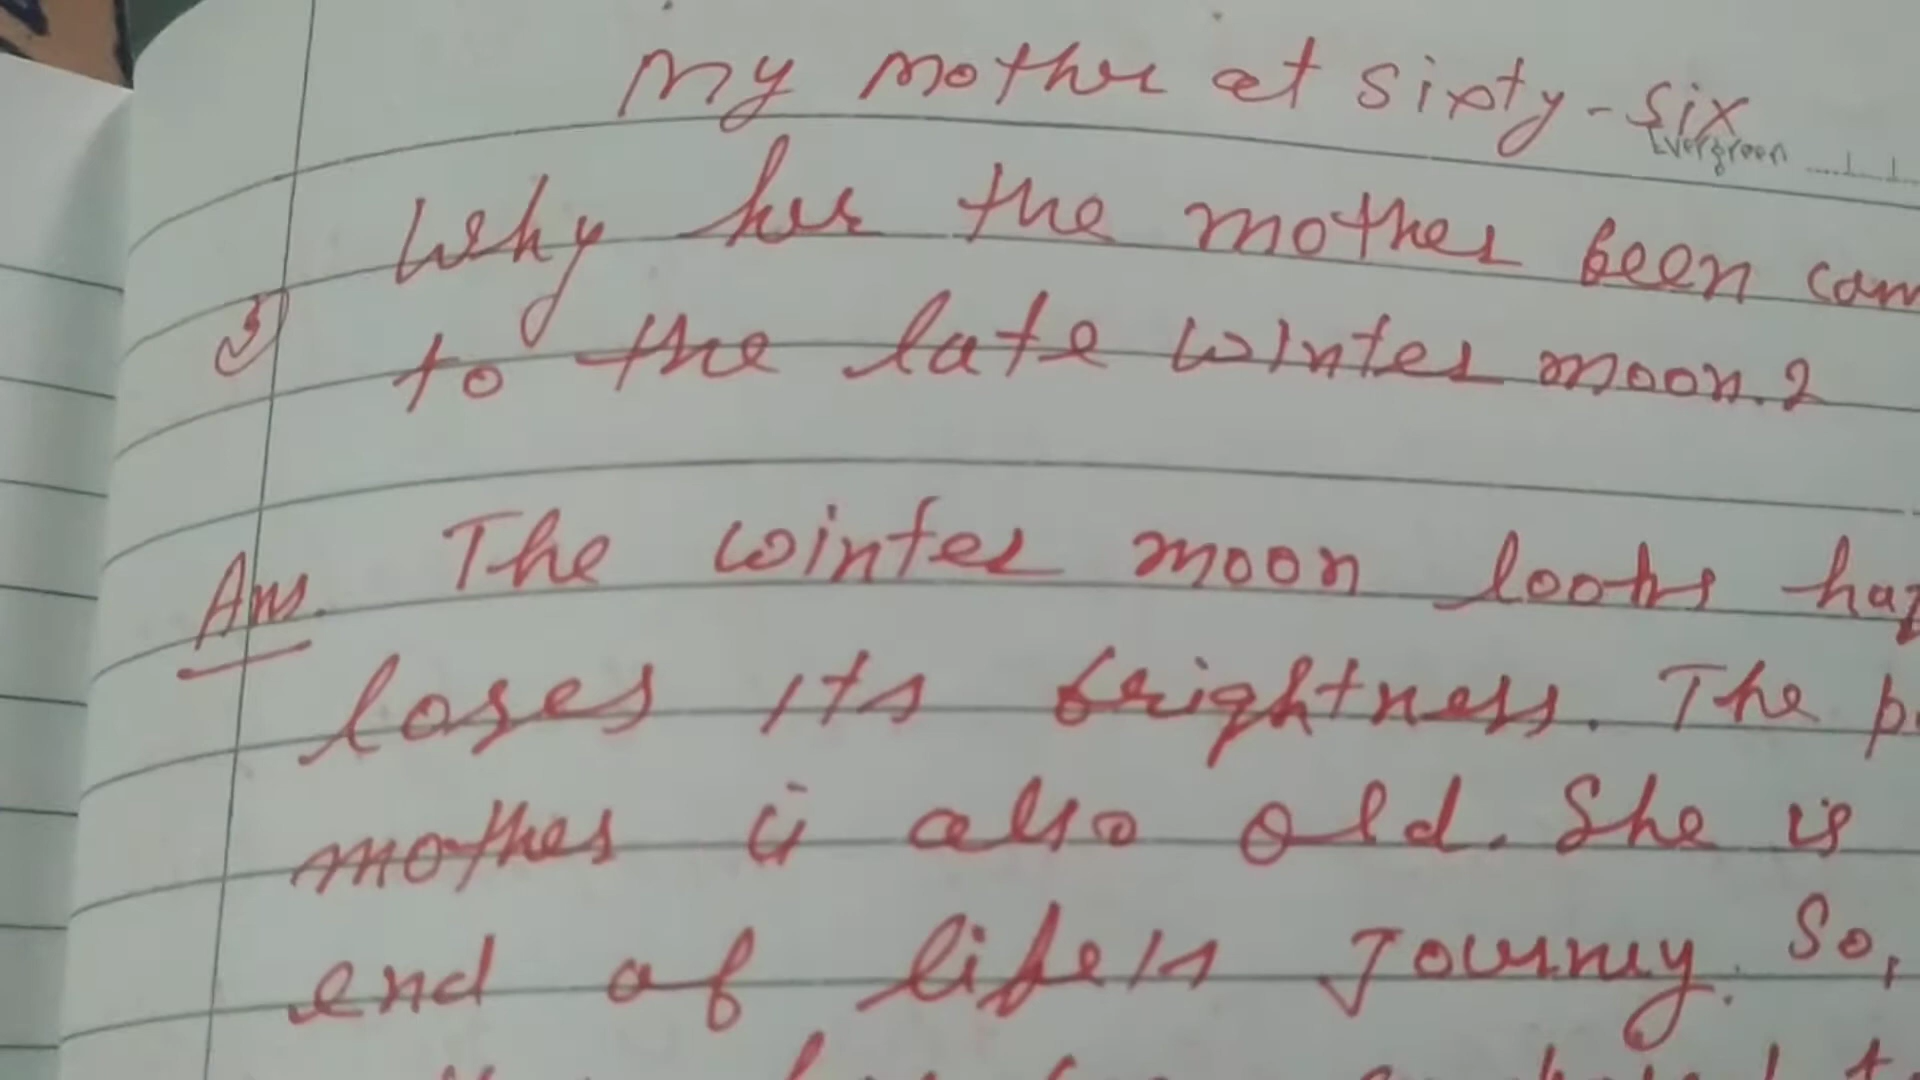 My mother at sixty-six
Evergreen
Why has the mother been com
3) to the late winter moon?
Ans. The winter moon looks haz
loses its brightness. The p
mother is also old. She is
end of life's Journey. So,